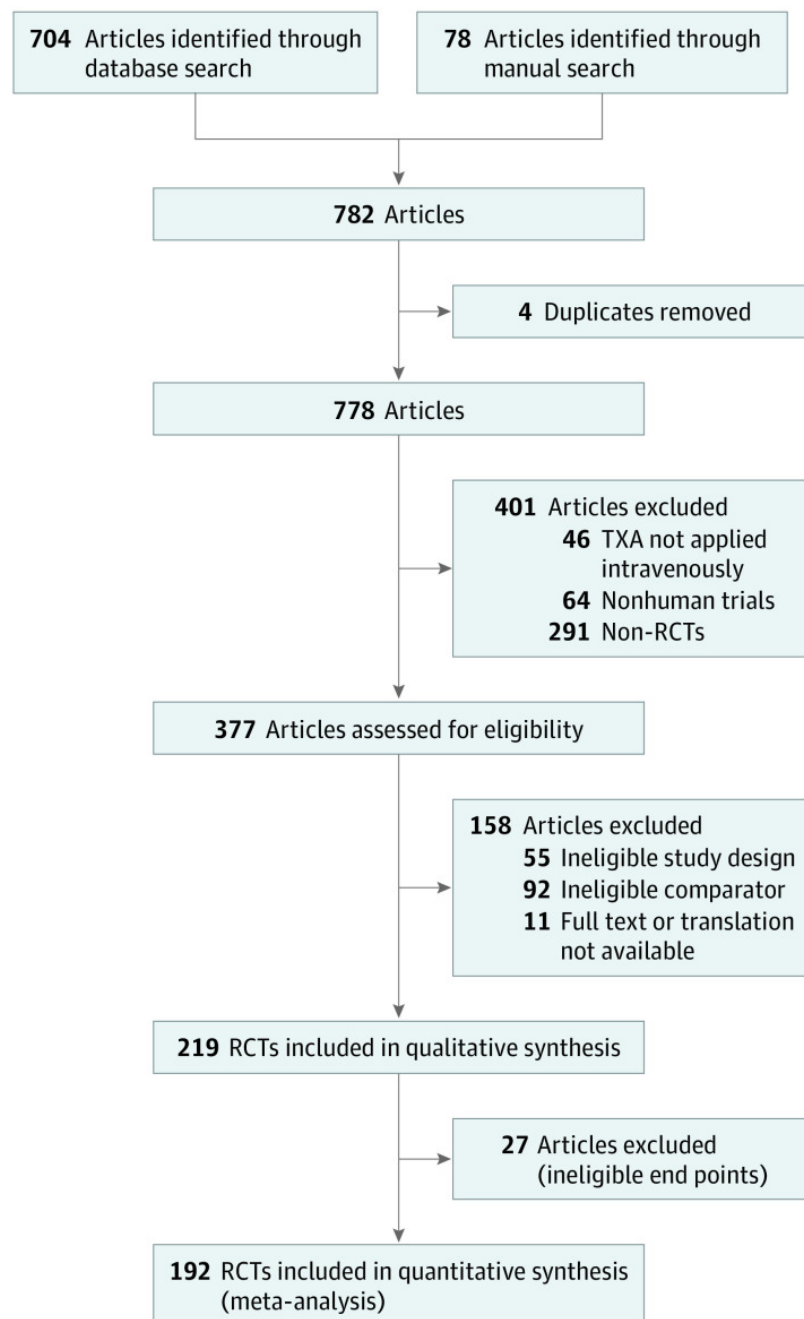 704 Articles identified through
database search
78 Articles identified through
manual search
782 Articles
4 Duplicates removed
778 Articles
401 Articles excluded
46 TXA not applied
intravenously
64 Nonhuman trials
291 Non-RCTs
377 Articles assessed for eligibility
158 Articles excluded
55 Ineligible study design
92 Ineligible comparator
11 Full text or translation
not available
219 RCTs included in qualitative synthesis
27 Articles excluded
(ineligible end points)
192 RCTs included in quantitative synthesis
(meta-analysis)